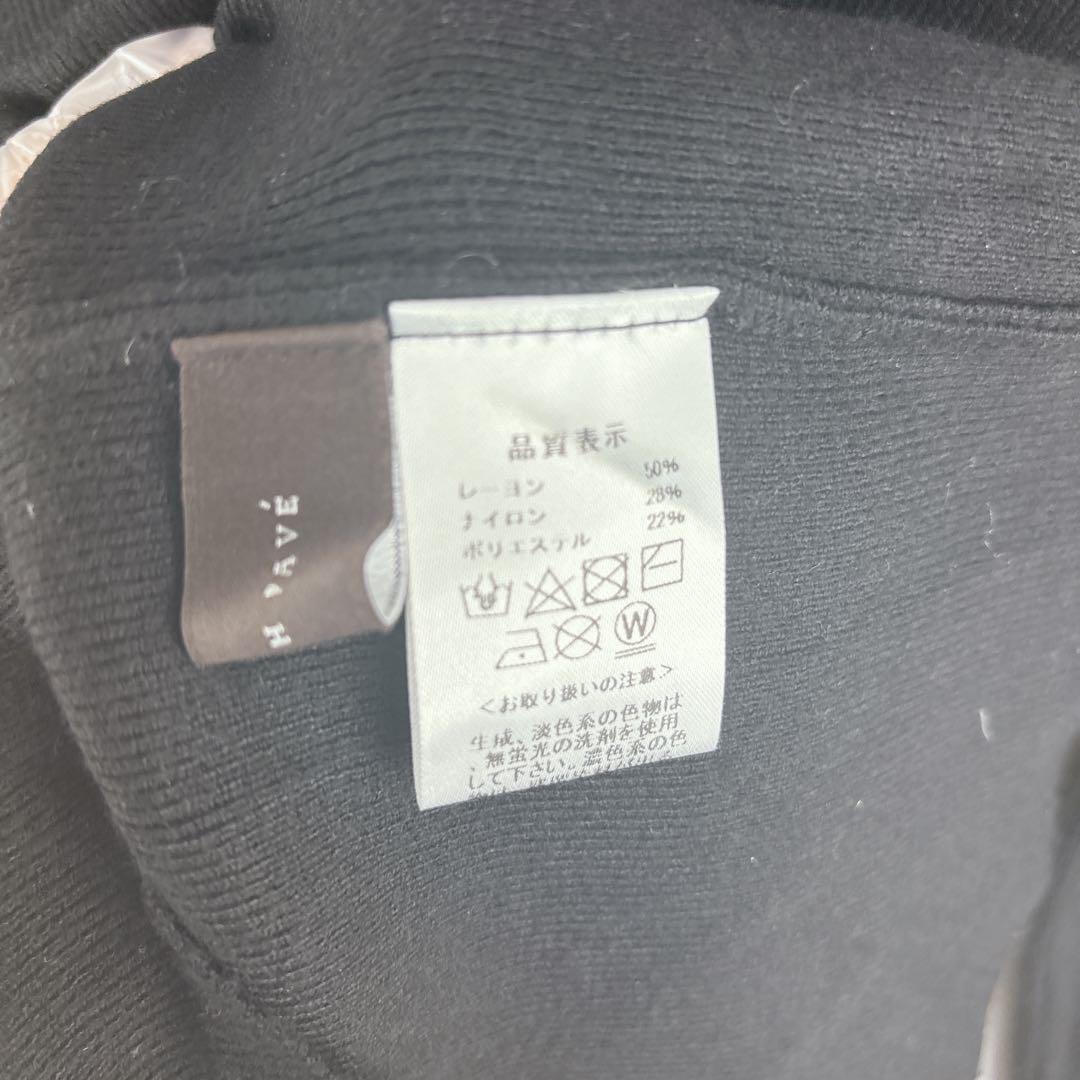 H 'AVÉ
品質表示
レーヨン 50%
ナイロン 28%
ポリエステル 22%
W
<お取り扱いの注意>
生成、淡色系の色物は
無蛍光の洗剤を使用
して下さい。濃色系の色